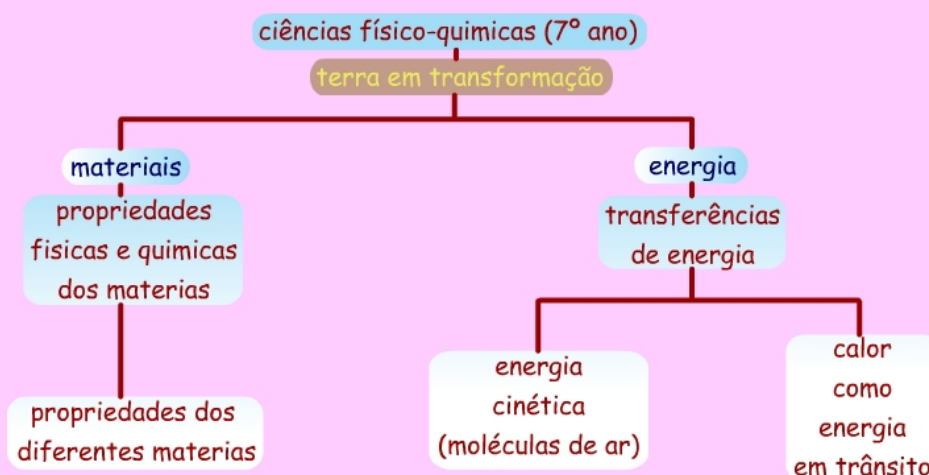 ciências físico-quimicas (7º ano)
terra em transformação
materiais
propriedades
fisicas e quimicas
dos materias
propriedades dos
diferentes materias
energia
transferências
de energia
energia
cinética
(moléculas de ar)
calor
como
energia
em trânsito